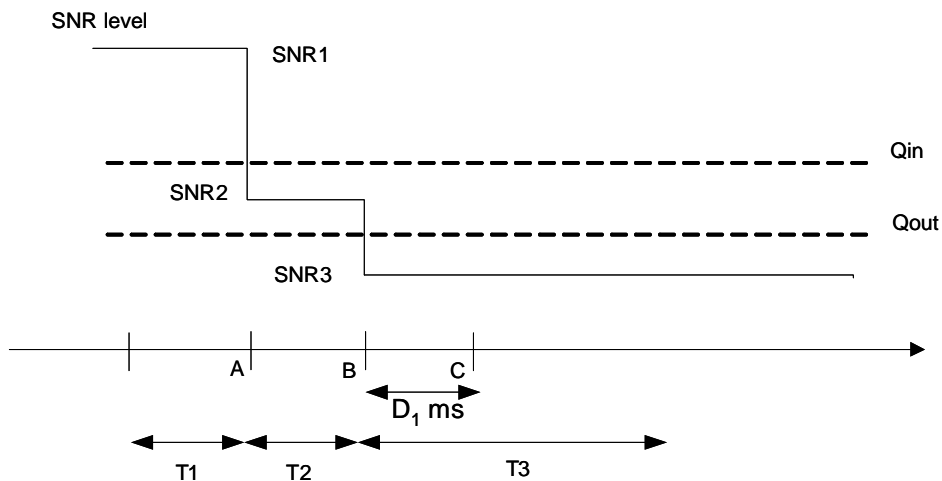 SNR level
SNR1
Qin
SNR2
Qout
SNR3
A
B
C
D₁ ms
T1
T2
T3